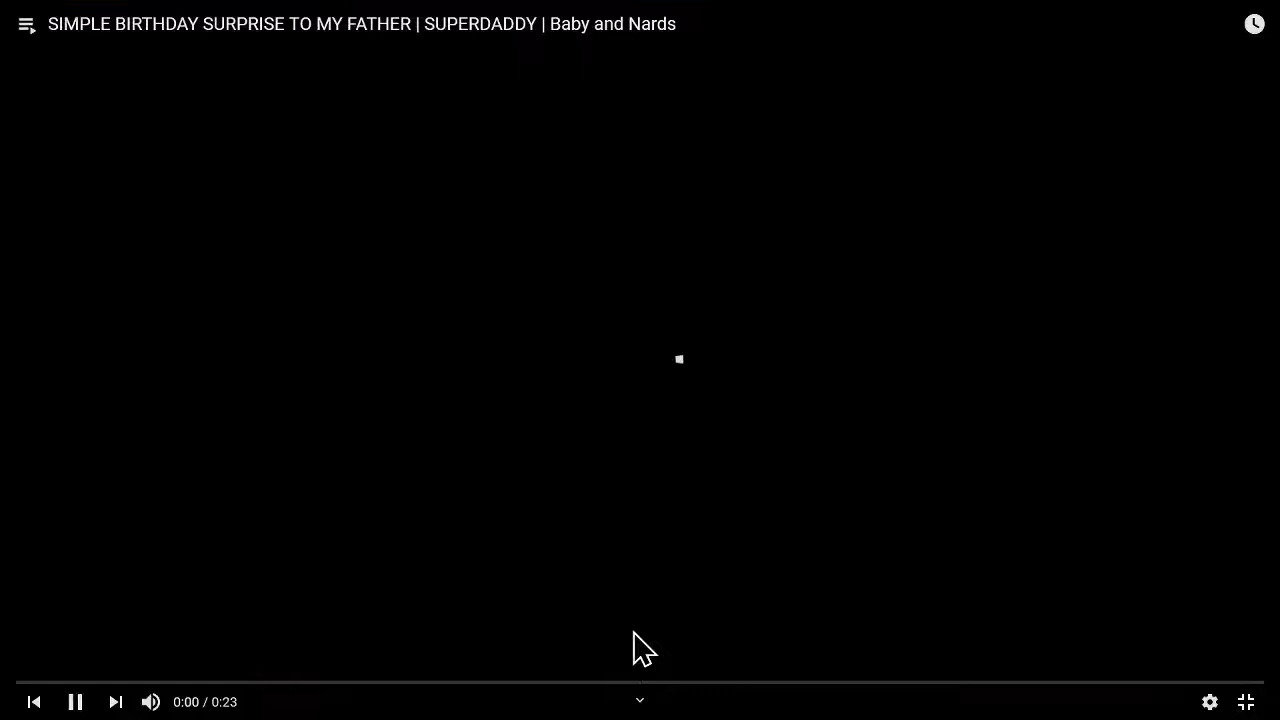 SIMPLE BIRTHDAY SURPRISE TO MY FATHER | SUPERDADDY | Baby and Nards
0:00 / 0:23